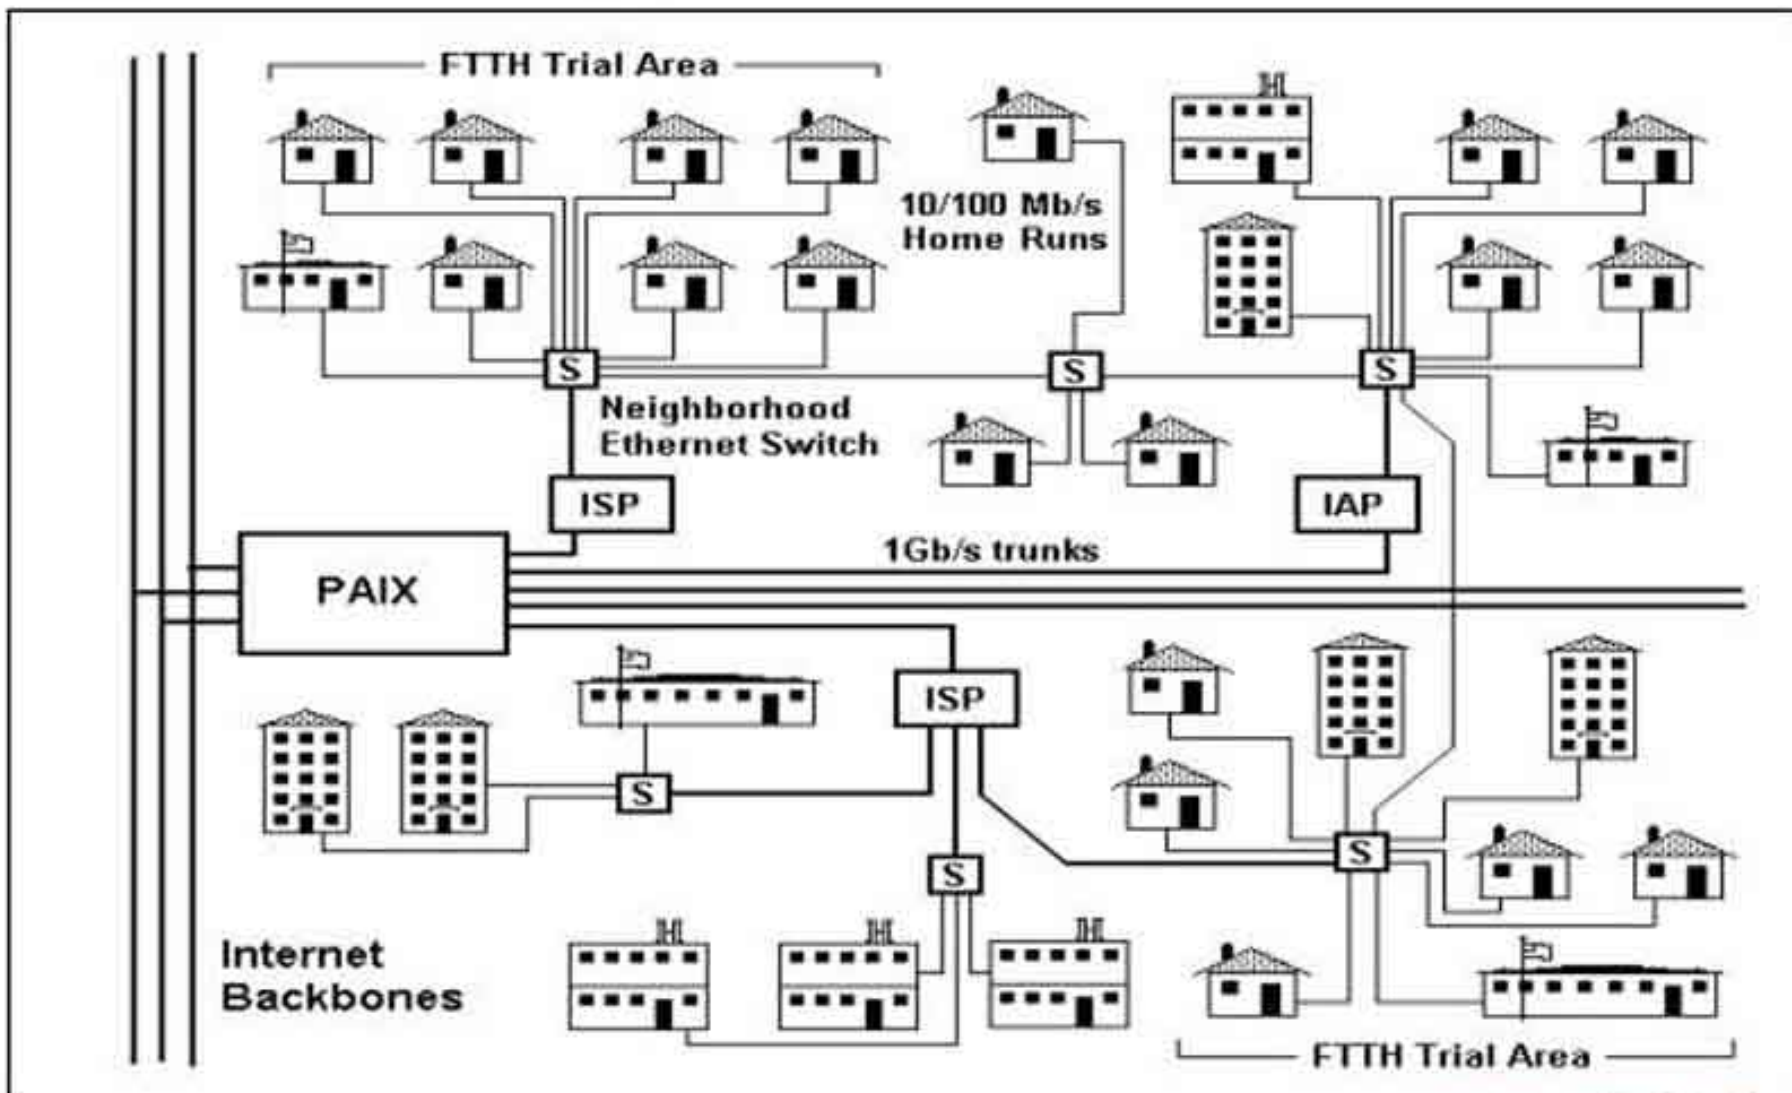 FTTH Trial Area
10/100 Mb/s
Home Runs
S
S
S
Neighborhood
Ethernet Switch
ISP
IAP
1Gb/s trunks
PAIX
ISP
S
S
S
Internet
Backbones
FTTH Trial Area